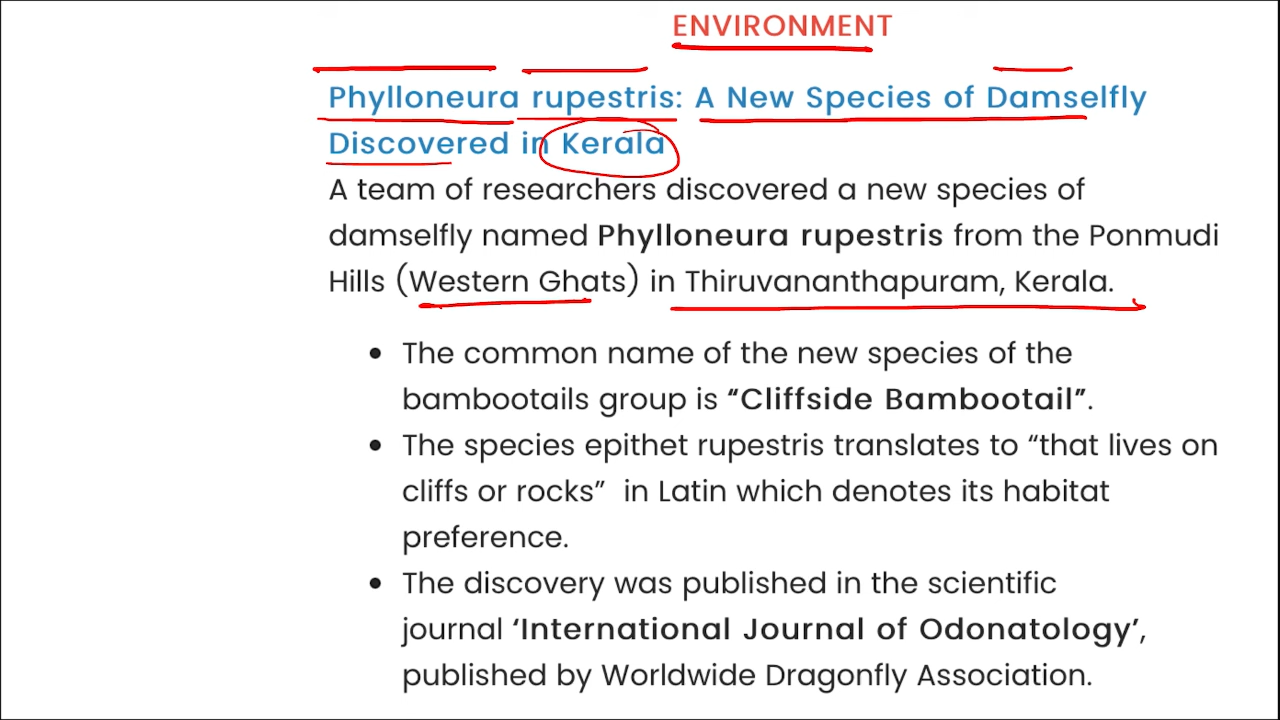 ENVIRONMENT
Phylloneura rupestris: A New Species of Damselfly
Discovered in Kerala
A team of researchers discovered a new species of
damselfly named Phylloneura rupestris from the Ponmudi
Hills (Western Ghats) in Thiruvananthapuram, Kerala.
• The common name of the new species of the
bambootails group is “Cliffside Bambootail”.
• The species epithet rupestris translates to “that lives on
cliffs or rocks” in Latin which denotes its habitat
preference.
• The discovery was published in the scientific
journal ‘International Journal of Odonatology’,
published by Worldwide Dragonfly Association.